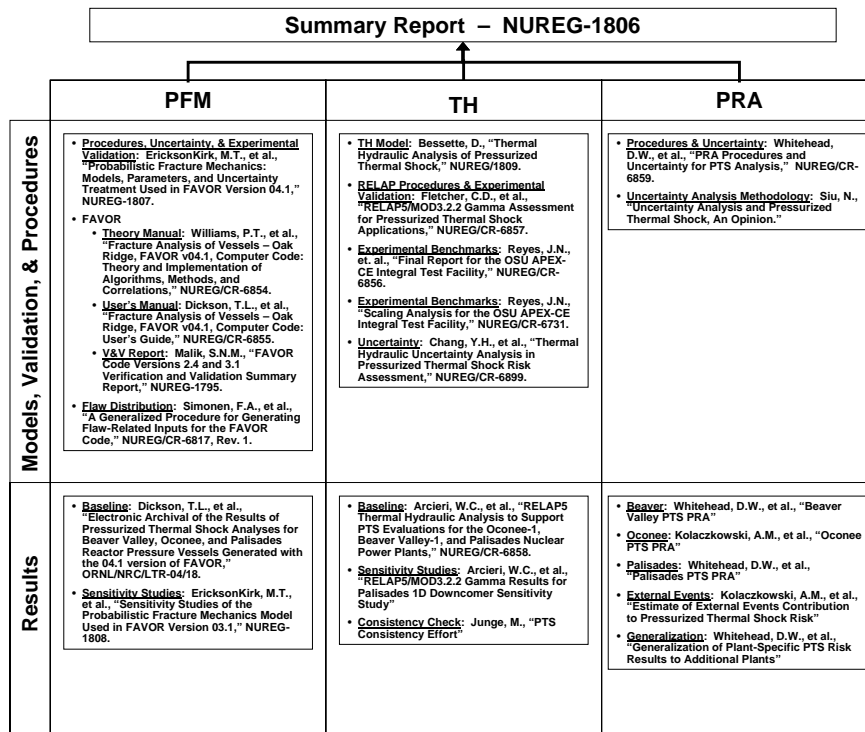 Summary Report – NUREG-1806
PFM
TH
PRA
Models, Validation, & Procedures
• Procedures, Uncertainty, & Experimental
Validation: EricksonKirk, M.T., et al.,
“Probabilistic Fracture Mechanics:
Models, Parameters, and Uncertainty
Treatment Used in FAVOR Version 04.1,”
NUREG-1807.
• FAVOR
• Theory Manual: Williams, P.T., et al.,
“Fracture Analysis of Vessels – Oak
Ridge, FAVOR v04.1, Computer Code:
Theory and Implementation of
Algorithms, Methods, and
Correlations,” NUREG/CR-6854.
• User’s Manual: Dickson, T.L., et al.,
“Fracture Analysis of Vessels – Oak
Ridge, FAVOR v04.1, Computer Code:
User’s Guide,” NUREG/CR-6855.
• V&V Report: Malik, S.N.M., “FAVOR
Code Versions 2.4 and 3.1
Verification and Validation Summary
Report,” NUREG-1795.
• Flaw Distribution: Simonen, F.A., et al.,
“A Generalized Procedure for Generating
Flaw-Related Inputs for the FAVOR
Code,” NUREG/CR-6817, Rev. 1.
• TH Model: Bessette, D., “Thermal
Hydraulic Analysis of Pressurized
Thermal Shock,” NUREG/1809.
• RELAP Procedures & Experimental
Validation: Fletcher, C.D., et al.,
“RELAP5/MOD3.2.2 Gamma Assessment
for Pressurized Thermal Shock
Applications,” NUREG/CR-6857.
• Experimental Benchmarks: Reyes, J.N.,
et. al., “Final Report for the OSU APEX-
CE Integral Test Facility,” NUREG/CR-
6856.
• Experimental Benchmarks: Reyes, J.N.,
“Scaling Analysis for the OSU APEX-CE
Integral Test Facility,” NUREG/CR-6731.
• Uncertainty: Chang, Y.H., et al., “Thermal
Hydraulic Uncertainty Analysis in
Pressurized Thermal Shock Risk
Assessment,” NUREG/CR-6899.
• Procedures & Uncertainty: Whitehead,
D.W., et al., “PRA Procedures and
Uncertainty for PTS Analysis,” NUREG/CR-
6859.
• Uncertainty Analysis Methodology: Siu, N.,
“Uncertainty Analysis and Pressurized
Thermal Shock, An Opinion.”
Results
• Baseline: Dickson, T.L., et al.,
“Electronic Archival of the Results of
Pressurized Thermal Shock Analyses for
Beaver Valley, Oconee, and Palisades
Reactor Pressure Vessels Generated with
the 04.1 version of FAVOR,”
ORNL/NRC/LTR-04/18.
• Sensitivity Studies: EricksonKirk, M.T.,
et al., “Sensitivity Studies of the
Probabilistic Fracture Mechanics Model
Used in FAVOR Version 03.1,” NUREG-
1808.
• Baseline: Arcieri, W.C., et al., “RELAP5
Thermal Hydraulic Analysis to Support
PTS Evaluations for the Oconee-1,
Beaver Valley-1, and Palisades Nuclear
Power Plants,” NUREG/CR-6858.
• Sensitivity Studies: Arcieri, W.C., et al.,
“RELAP5/MOD3.2.2 Gamma Results for
Palisades 1D Downcomer Sensitivity
Study”
• Consistency Check: Junge, M., “PTS
Consistency Effort”
• Beaver: Whitehead, D.W., et al., “Beaver
Valley PTS PRA”
• Oconee: Kolaczkowski, A.M., et al., “Oconee
PTS PRA”
• Palisades: Whitehead, D.W., et al.,
“Palisades PTS PRA”
• External Events: Kolaczkowski, A.M., et al.,
“Estimate of External Events Contribution
to Pressurized Thermal Shock Risk”
• Generalization: Whitehead, D.W., et al.,
“Generalization of Plant-Specific PTS Risk
Results to Additional Plants”